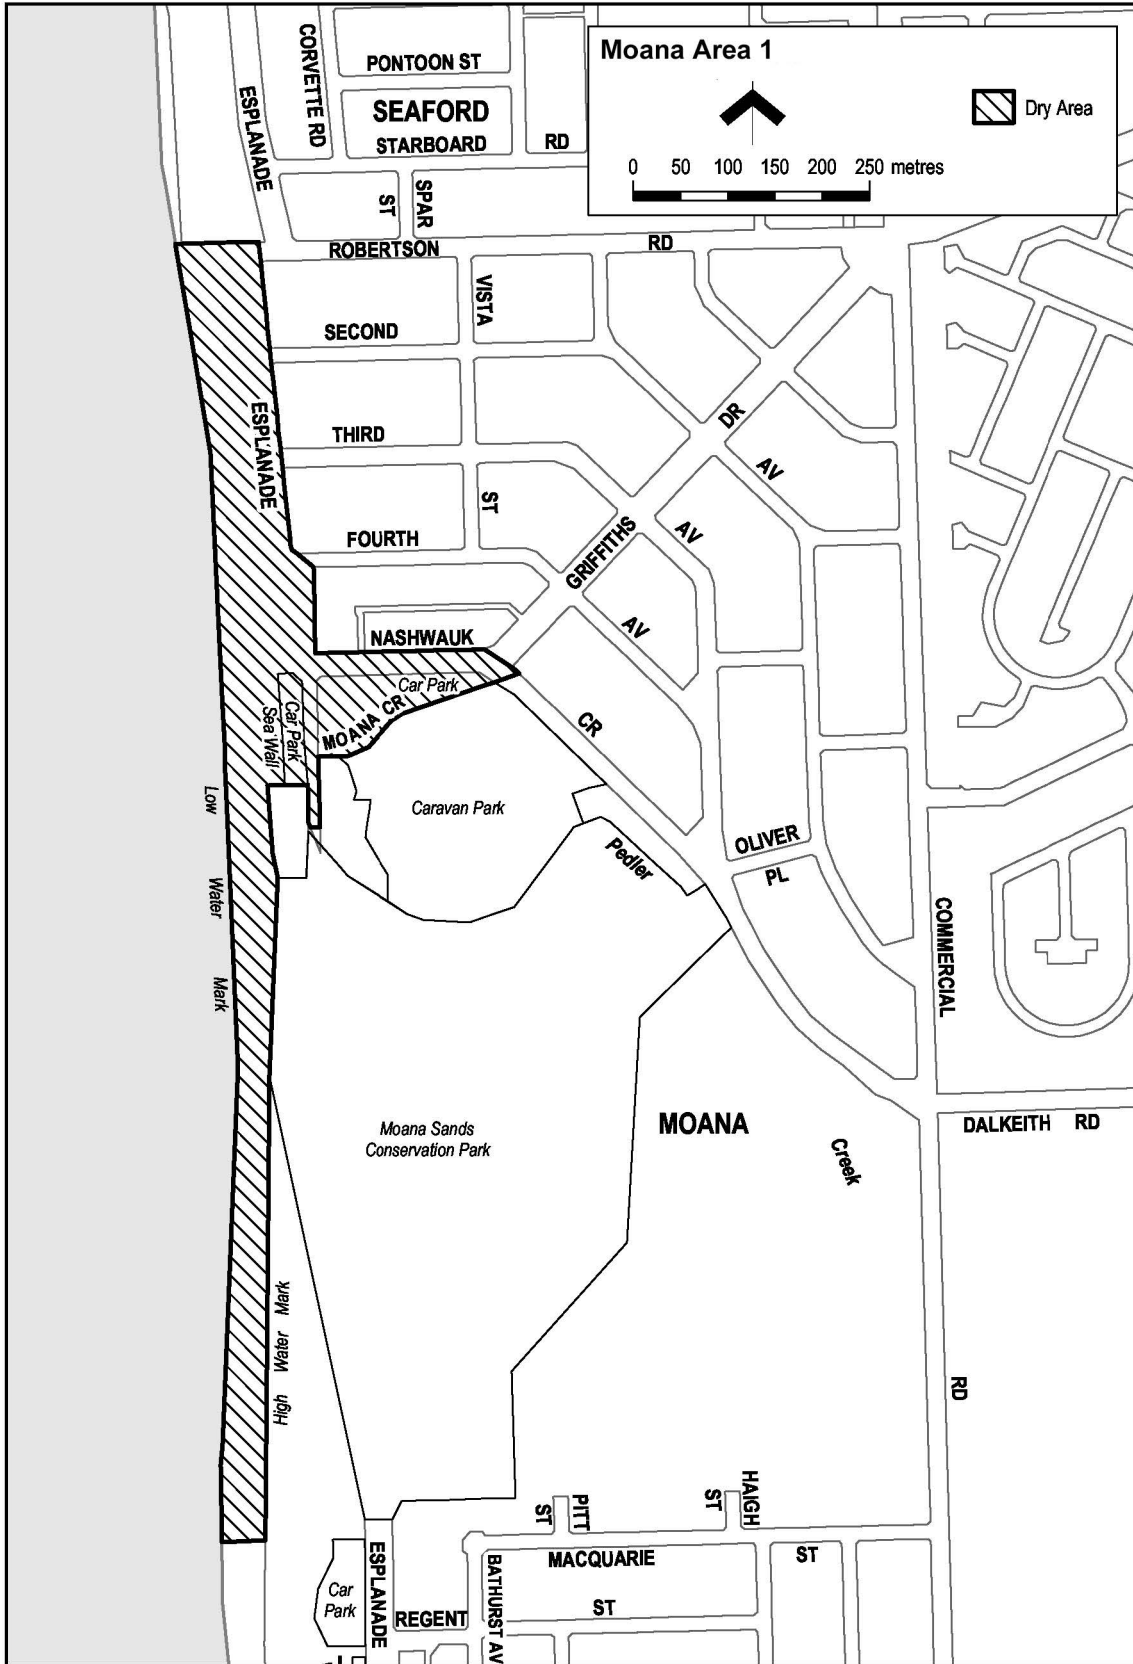 Moana Area 1
Dry Area
0 50 100 150 200 250 metres
PONTOON ST
CORVETTE RD
SEAFORD
STARBOARD RD
ESPLANADE
SPAR
ST
ROBERTSON RD
VISTA
ST
SECOND
AV
THIRD
AV
FOURTH
AV
ESPLANADE
GRIFFITHS
DR
NASHWAUK
CR
Car Park
MOANA CR
Car Park
Sea Wall
Caravan Park
Pedler
Creek
OLIVER
PL
COMMERCIAL
RD
Low Water Mark
Moana Sands
Conservation Park
MOANA
DALKEITH RD
High Water Mark
HAIGH
ST
PITT
ST
MACQUARIE ST
Car
Park
ESPLANADE
REGENT ST
BATHURST AV